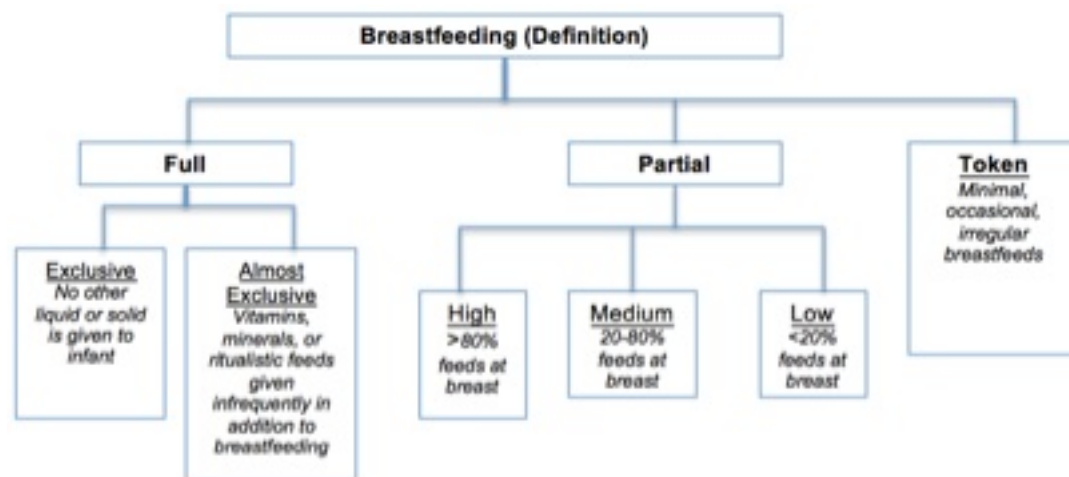 Breastfeeding (Definition)
Full
Partial
Token
Minimal,
occasional,
irregular
breastfeeds
Exclusive
No other
liquid or solid
is given to
infant
Almost
Exclusive
Vitamins,
minerals, or
ritualistic feeds
given
infrequently in
addition to
breastfeeding
High
>80%
feeds at
breast
Medium
20-80%
feeds at
breast
Low
<20%
feeds at
breast